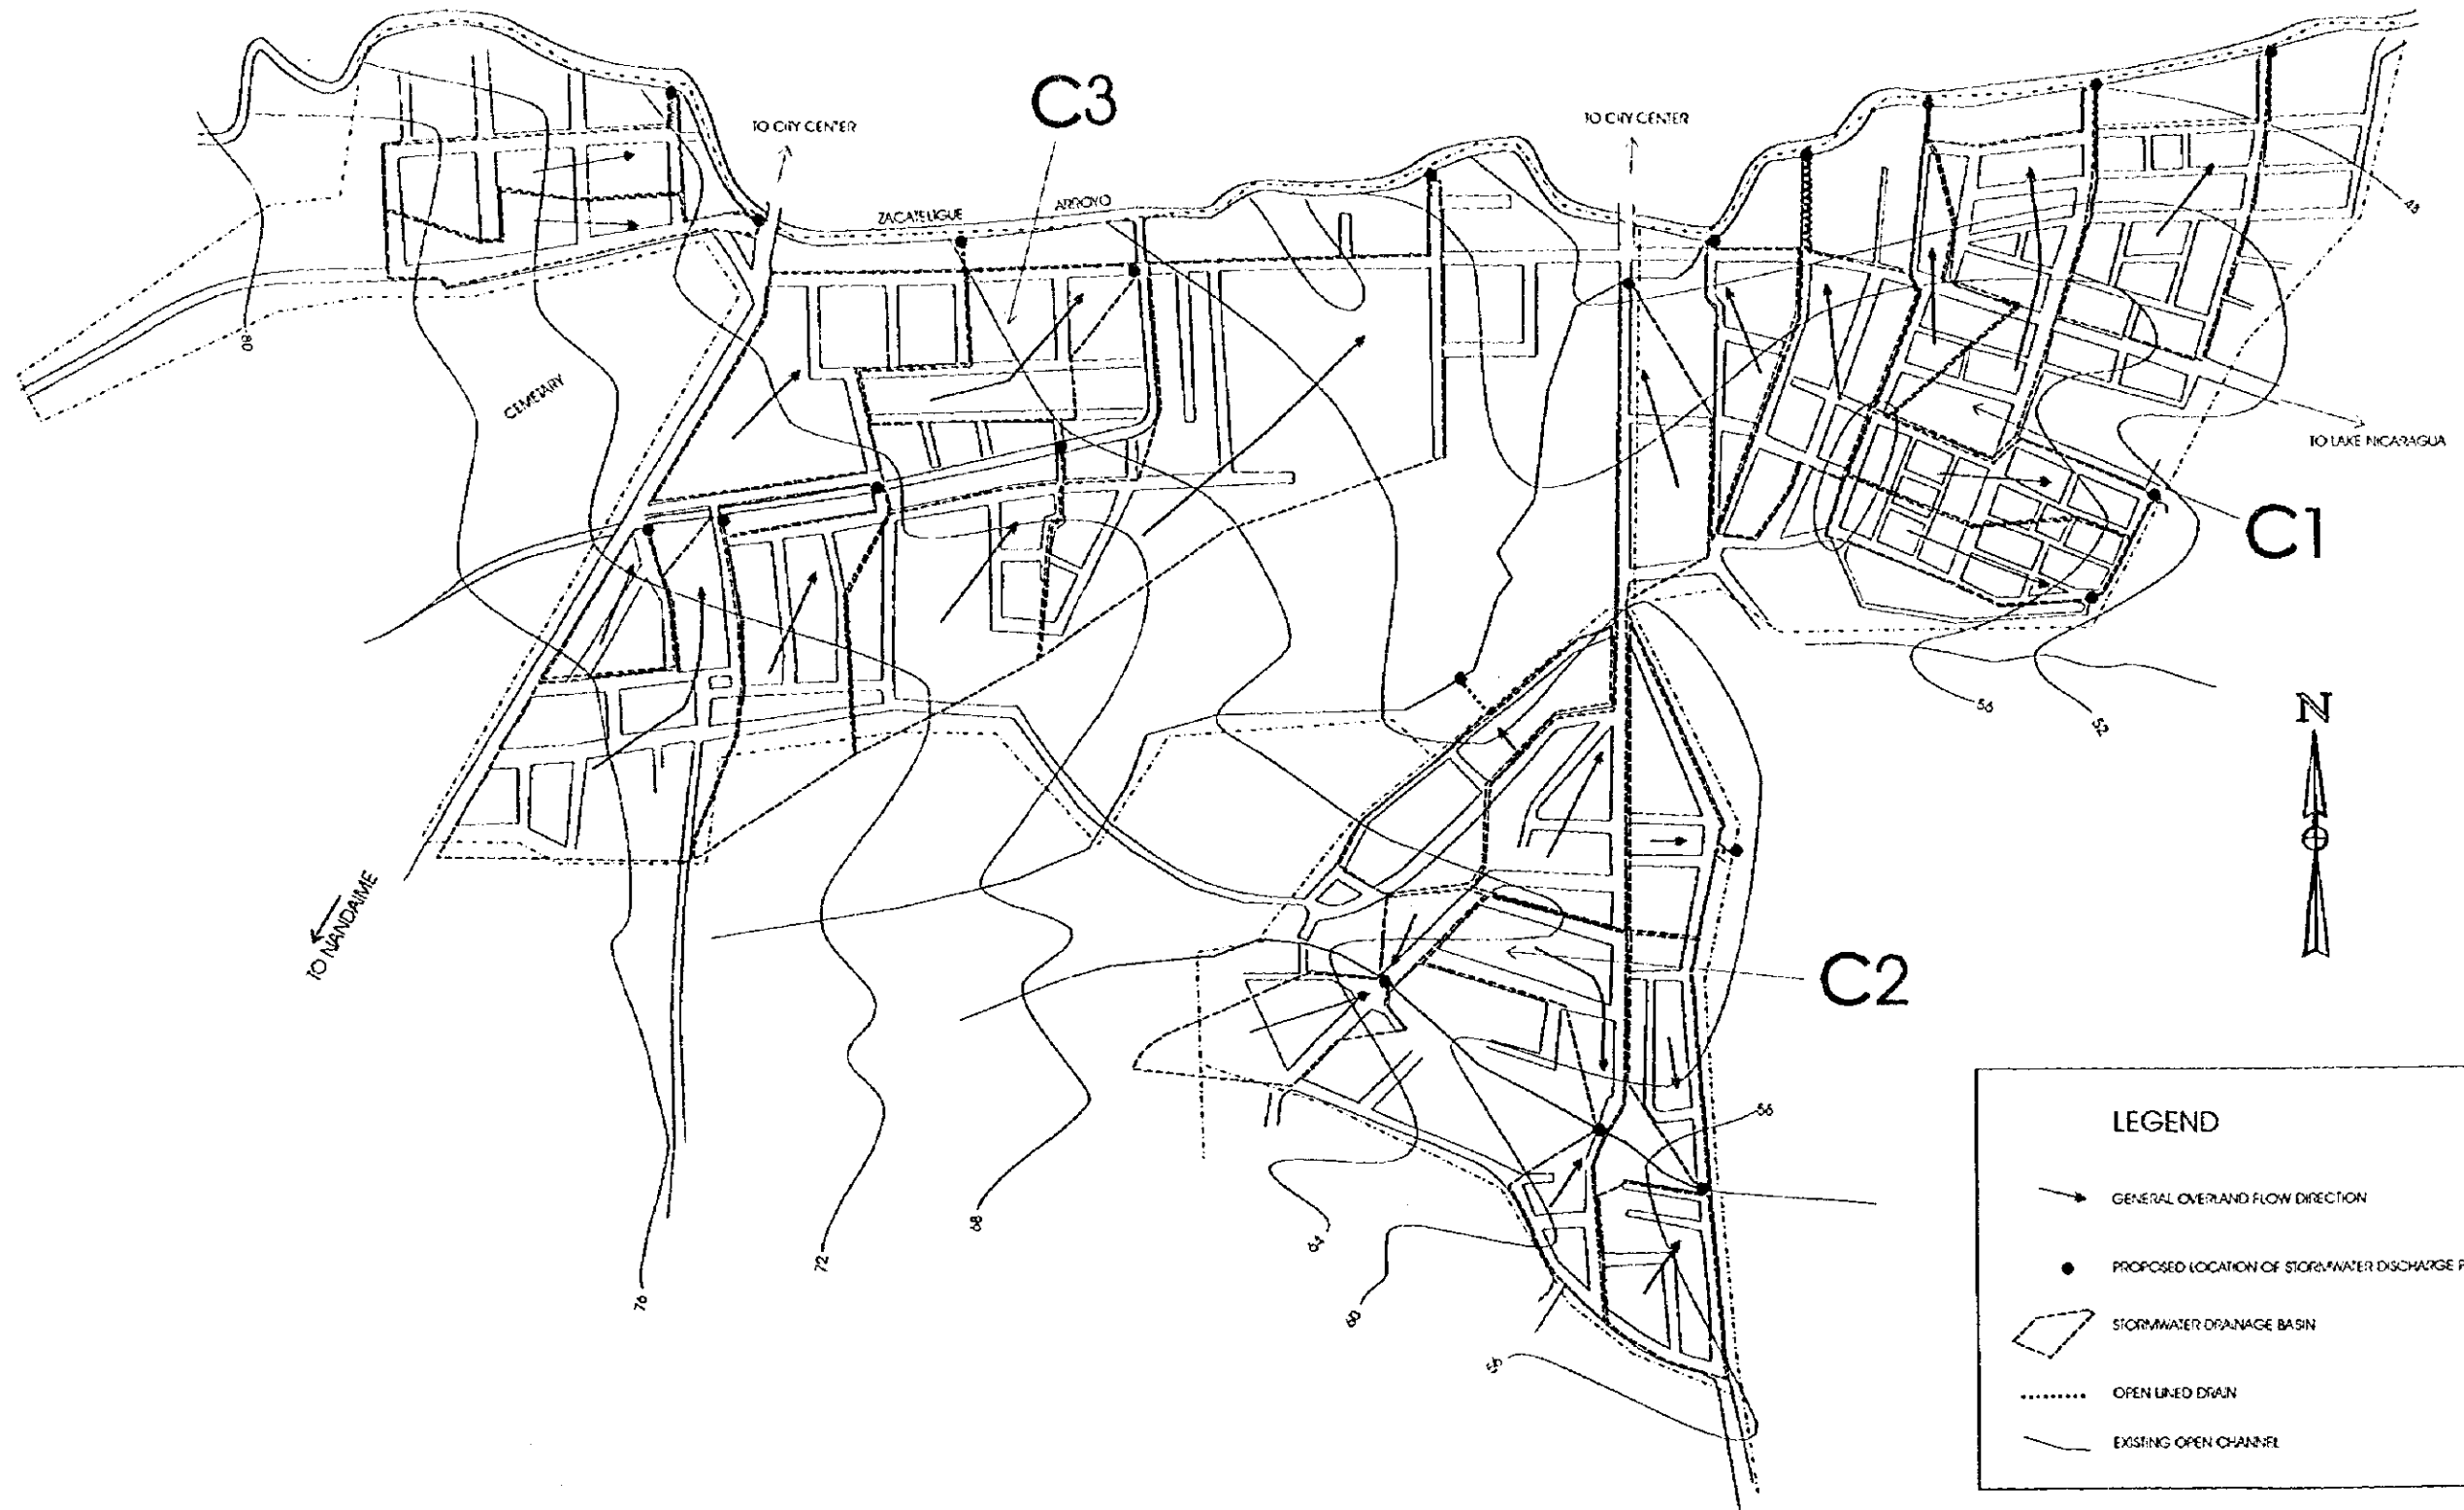 C3
TO CITY CENTER
TO CITY CENTER
ZACATELIGUE
ARROYO
48
80
CEMETARY
TO LAKE NICARAGUA
C1
56
52
N
TO NANDAIME
C2
LEGEND
56
GENERAL OVERLAND FLOW DIRECTION
68
64
72
PROPOSED LOCATION OF STORMWATER DISCHARGE P
76
60
STORMWATER DRAINAGE BASIN
OPEN LINED DRAIN
EXISTING OPEN CHANNEL